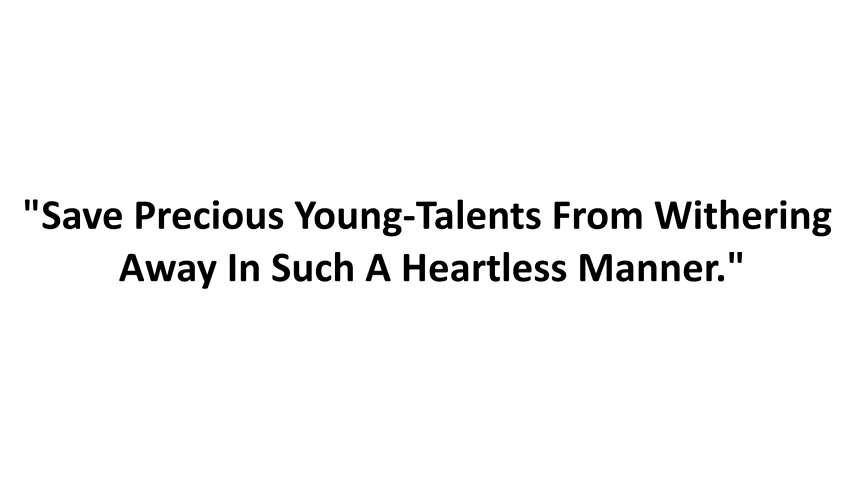 "Save Precious Young-Talents From Withering
Away In Such A Heartless Manner."